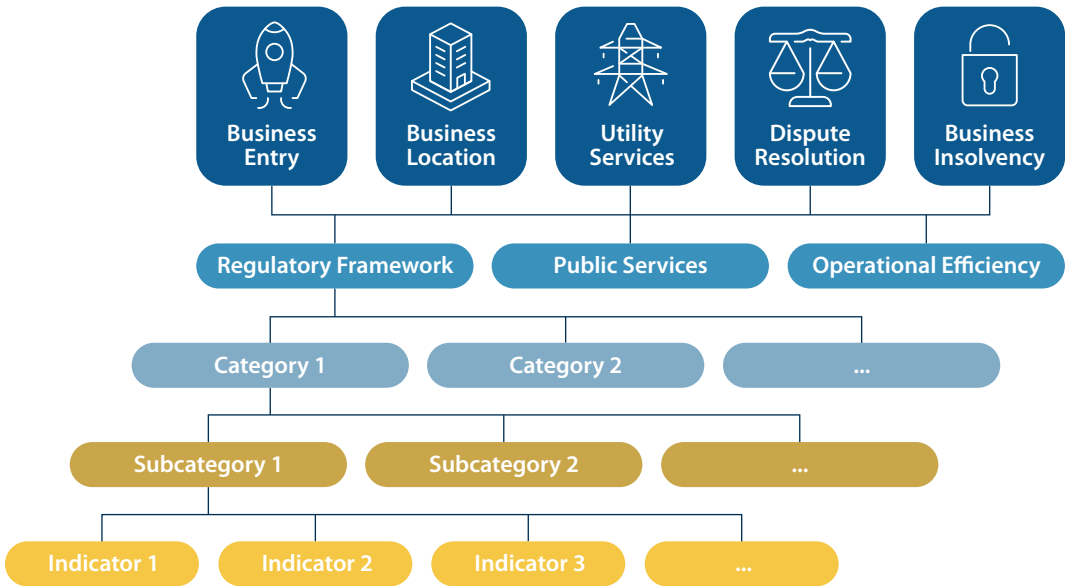 Business
Entry
Business
Location
Utility
Services
Dispute
Resolution
Business
Insolvency
Regulatory Framework
Public Services
Operational Efficiency
Category 1
Category 2
...
Subcategory 1
Subcategory 2
...
Indicator 1
Indicator 2
Indicator 3
...